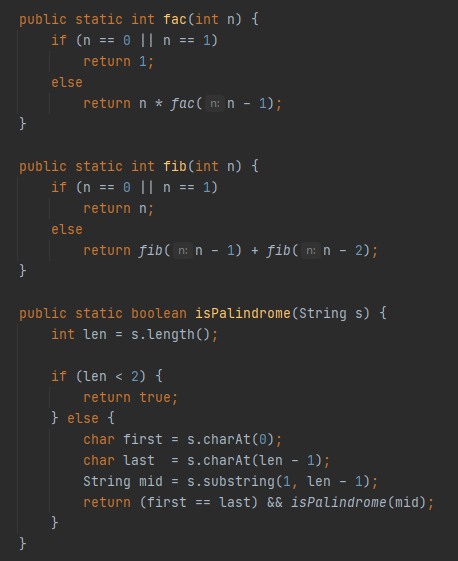 public static int fac(int n) {
    if (n == 0 || n == 1)
        return 1;
    else
        return n * fac( n: n - 1);
}

public static int fib(int n) {
    if (n == 0 || n == 1)
        return n;
    else
        return fib( n: n - 1) + fib( n: n - 2);
}

public static boolean isPalindrome(String s) {
    int len = s.length();

    if (len < 2) {
        return true;
    } else {
        char first = s.charAt(0);
        char last  = s.charAt(len - 1);
        String mid = s.substring(1, len - 1);
        return (first == last) && isPalindrome(mid);
    }
}